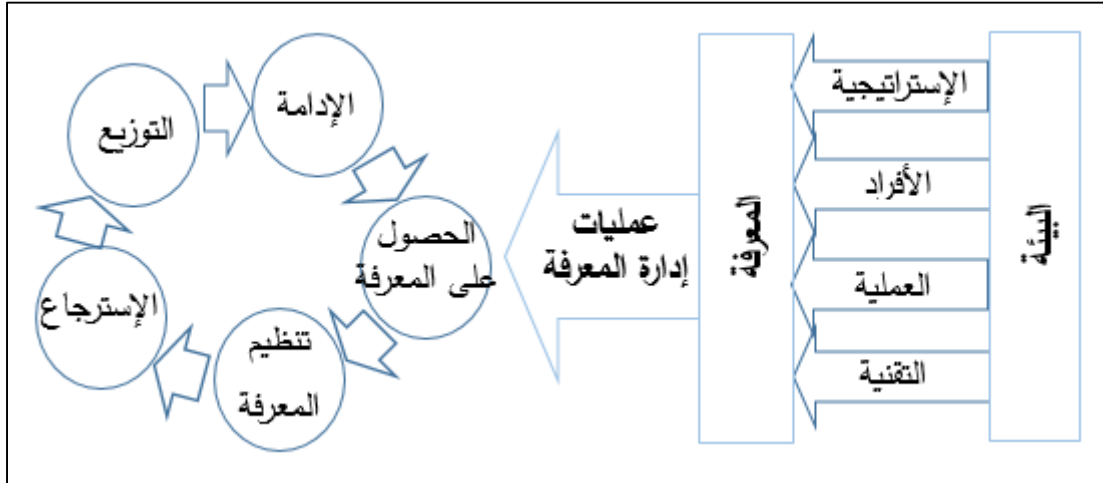 البيئة
الإستراتيجية
الأفراد
العملية
التقنية
المعرفة
عمليات
إدارة المعرفة
الحصول
على المعرفة
تنظيم
المعرفة
الإسترجاع
التوزيع
الإدامة